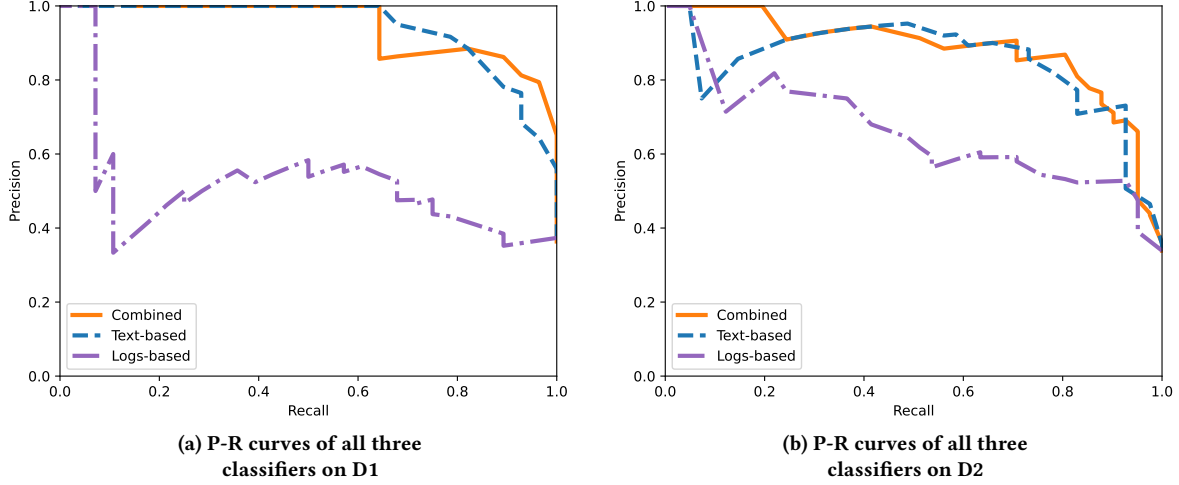 1.0
0.8
0.6
0.4
0.2
0.0
Precision
Combined
Text-based
Logs-based
0.0 0.2 0.4 0.6 0.8 1.0
Recall
(a) P-R curves of all three
classifiers on D1
1.0
0.8
0.6
0.4
0.2
0.0
Precision
Combined
Text-based
Logs-based
0.0 0.2 0.4 0.6 0.8 1.0
Recall
(b) P-R curves of all three
classifiers on D2